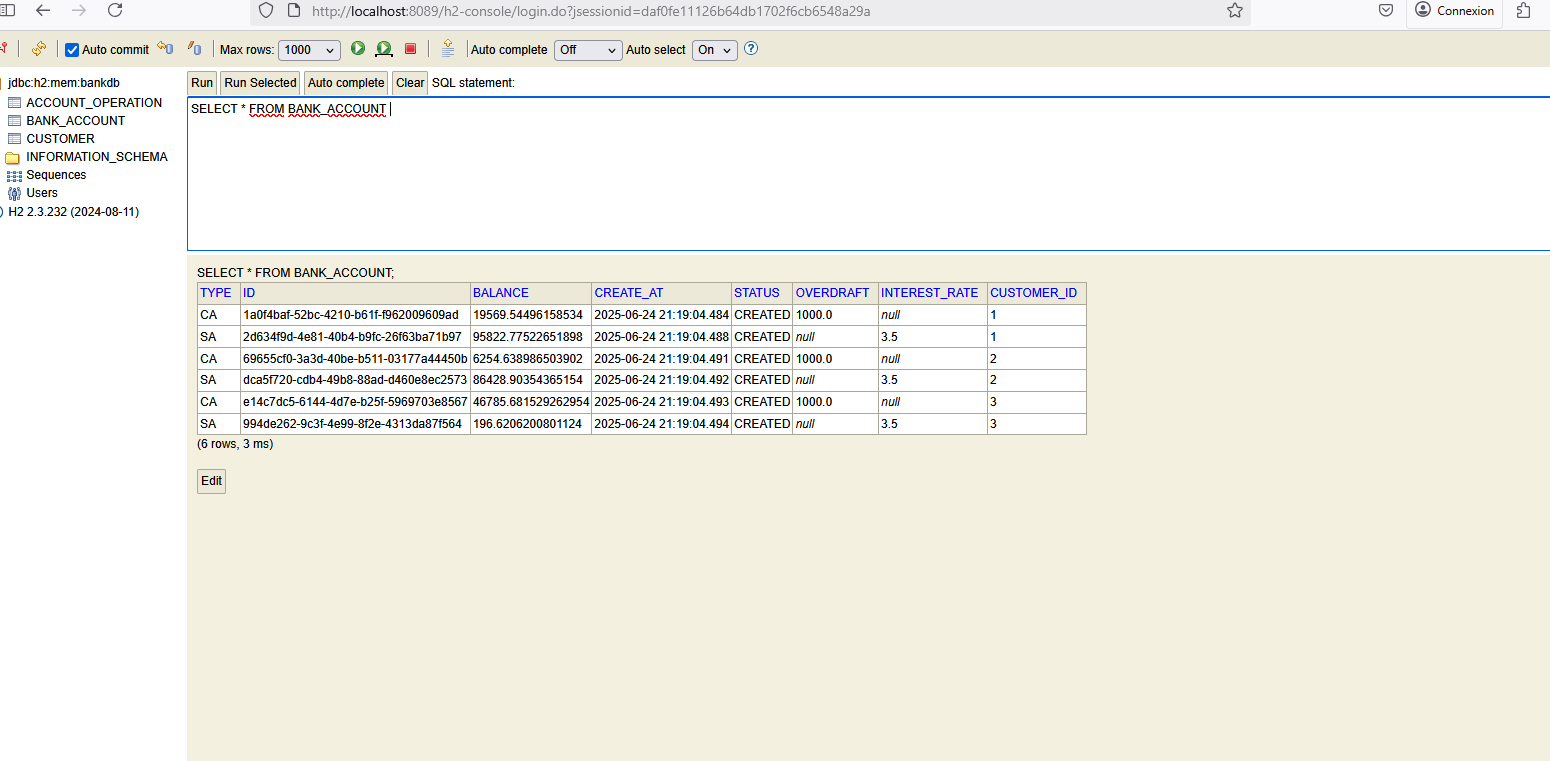 http://localhost:8089/h2-console/login.do?jsessionid=daf0fe11126b64db1702f6cb6548a29a Connexion
Auto commit Max rows: 1000 Auto complete Off Auto select On
jdbc:h2:mem:bankdb
ACCOUNT_OPERATION
BANK_ACCOUNT
CUSTOMER
INFORMATION_SCHEMA
Sequences
Users
H2 2.3.232 (2024-08-11)
Run Run Selected Auto complete Clear SQL statement:
SELECT * FROM BANK_ACCOUNT
SELECT * FROM BANK_ACCOUNT;
TYPE ID BALANCE CREATE_AT STATUS OVERDRAFT INTEREST_RATE CUSTOMER_ID
CA 1a0f4baf-52bc-4210-b61f-f962009609ad 19569.54496158534 2025-06-24 21:19:04.484 CREATED 1000.0 null 1
SA 2d634f9d-4e81-40b4-b9fc-26f63ba71b97 95822.77522651898 2025-06-24 21:19:04.488 CREATED null 3.5 1
CA 69655cf0-3a3d-40be-b511-03177a44450b 6254.638986503902 2025-06-24 21:19:04.491 CREATED 1000.0 null 2
SA dca5f720-cdb4-49b8-88ad-d460e8ec2573 86428.90354365154 2025-06-24 21:19:04.492 CREATED null 3.5 2
CA e14c7dc5-6144-4d7e-b25f-5969703e8567 46785.681529262954 2025-06-24 21:19:04.493 CREATED 1000.0 null 3
SA 994de262-9c3f-4e99-8f2e-4313da87f564 196.6206200801124 2025-06-24 21:19:04.494 CREATED null 3.5 3
(6 rows, 3 ms)
Edit